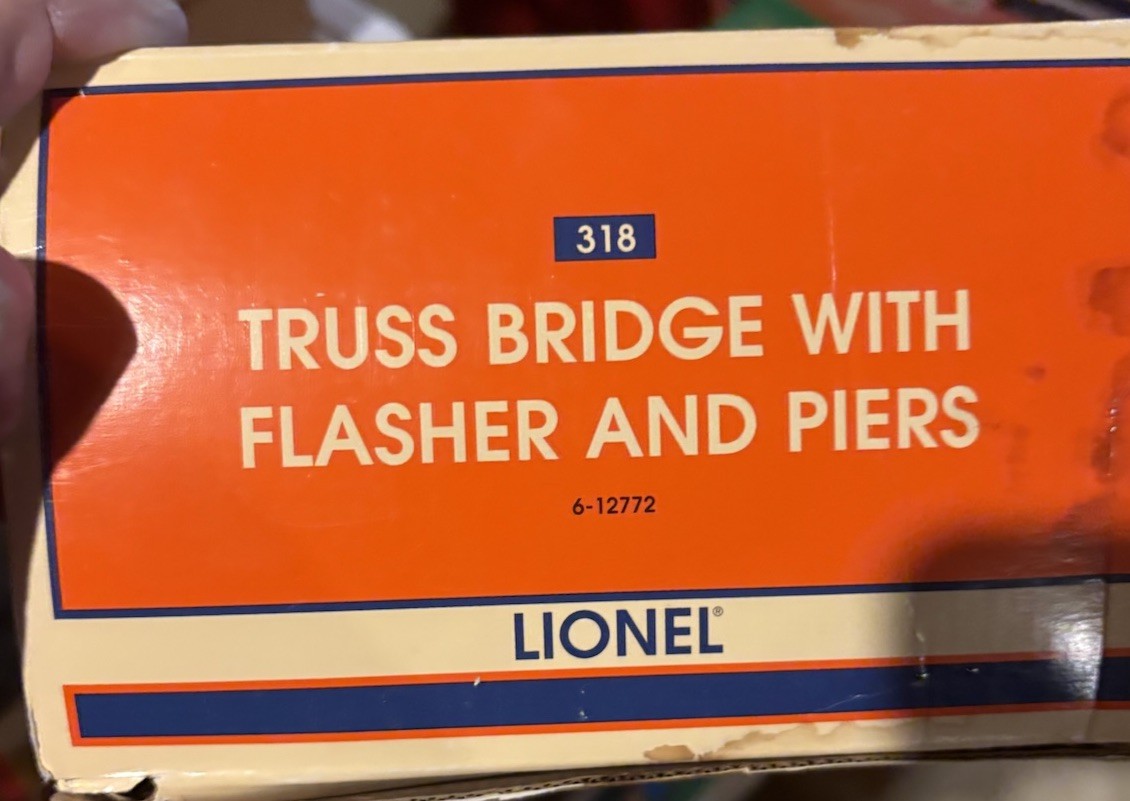 318
TRUSS BRIDGE WITH
FLASHER AND PIERS
6-12772
LIONEL®